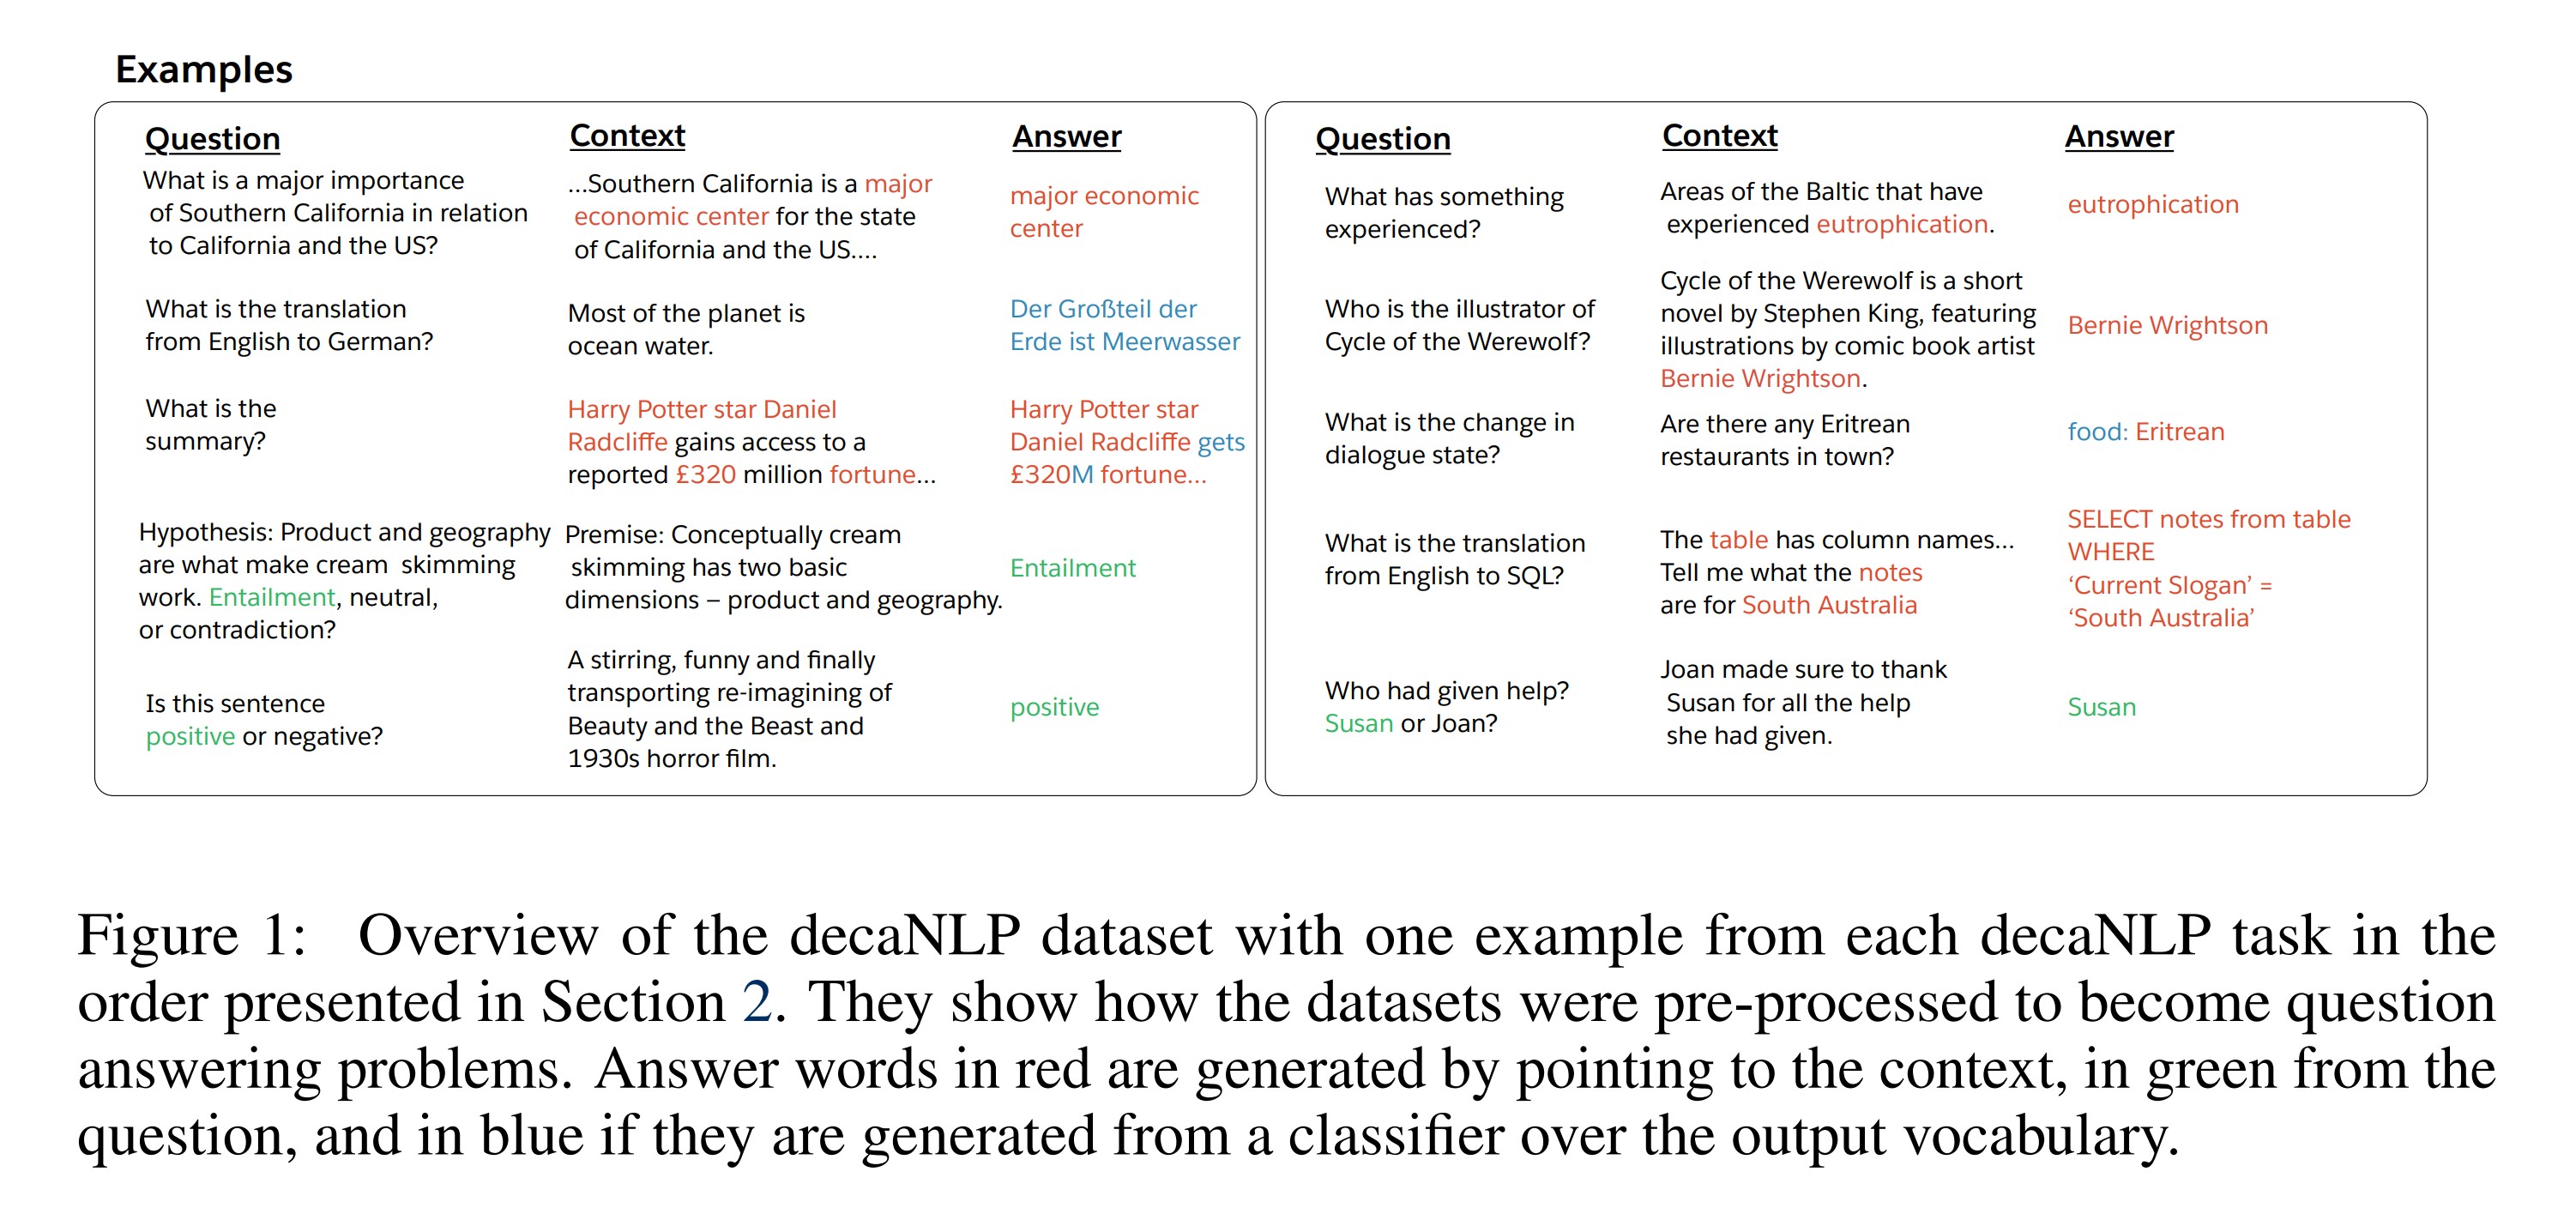 Examples
Question Context Answer
What is a major importance
of Southern California in relation
to California and the US?
...Southern California is a major
economic center for the state
of California and the US....
major economic
center
What is the translation
from English to German?
Most of the planet is
ocean water.
Der Großteil der
Erde ist Meerwasser
What is the
summary?
Harry Potter star Daniel
Radcliffe gains access to a
reported £320 million fortune...
Harry Potter star
Daniel Radcliffe gets
£320M fortune...
Hypothesis: Product and geography
are what make cream skimming
work. Entailment, neutral,
or contradiction?
Premise: Conceptually cream
skimming has two basic
dimensions – product and geography.
Entailment
Is this sentence
positive or negative?
A stirring, funny and finally
transporting re-imagining of
Beauty and the Beast and
1930s horror film.
positive
Question Context Answer
What has something
experienced?
Areas of the Baltic that have
experienced eutrophication.
eutrophication
Who is the illustrator of
Cycle of the Werewolf?
Cycle of the Werewolf is a short
novel by Stephen King, featuring
illustrations by comic book artist
Bernie Wrightson.
Bernie Wrightson
What is the change in
dialogue state?
Are there any Eritrean
restaurants in town?
food: Eritrean
What is the translation
from English to SQL?
The table has column names...
Tell me what the notes
are for South Australia
SELECT notes from table
WHERE
‘Current Slogan’ =
‘South Australia’
Who had given help?
Susan or Joan?
Joan made sure to thank
Susan for all the help
she had given.
Susan
Figure 1: Overview of the decaNLP dataset with one example from each decaNLP task in the
order presented in Section 2. They show how the datasets were pre-processed to become question
answering problems. Answer words in red are generated by pointing to the context, in green from the
question, and in blue if they are generated from a classifier over the output vocabulary.